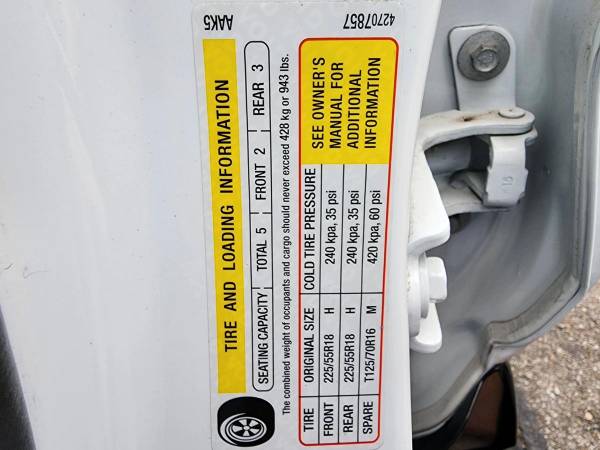 AAK5
42707857
TIRE AND LOADING INFORMATION
SEATING CAPACITY TOTAL 5 FRONT 2 REAR 3
The combined weight of occupants and cargo should never exceed 428 kg or 943 lbs.
TIRE ORIGINAL SIZE COLD TIRE PRESSURE
FRONT 225/55R18 H 240 kpa, 35 psi
REAR 225/55R18 H 240 kpa, 35 psi
SPARE T125/70R16 M 420 kpa, 60 psi
SEE OWNER'S
MANUAL FOR
ADDITIONAL
INFORMATION